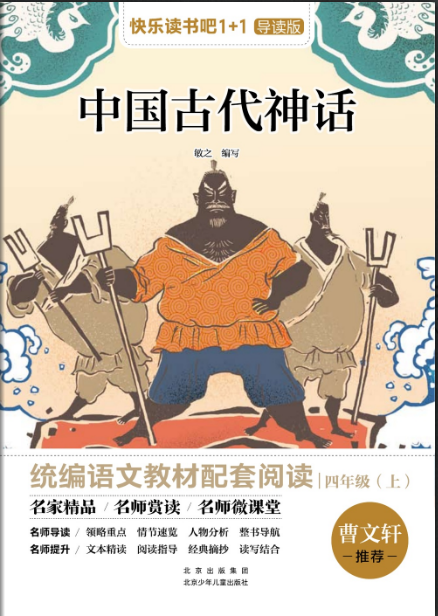 快乐读书吧1+1 导读版
中国古代神话
敏之 编写
统编语文教材配套阅读|四年级（上）
名家精品 / 名师赏读 / 名师微课堂
名师导读 / 领略重点 情节速览 人物分析 整书导航
名师提升 / 文本精读 阅读指导 经典摘抄 读写结合
曹文轩
—推荐—
北京出版集团
北京少年儿童出版社